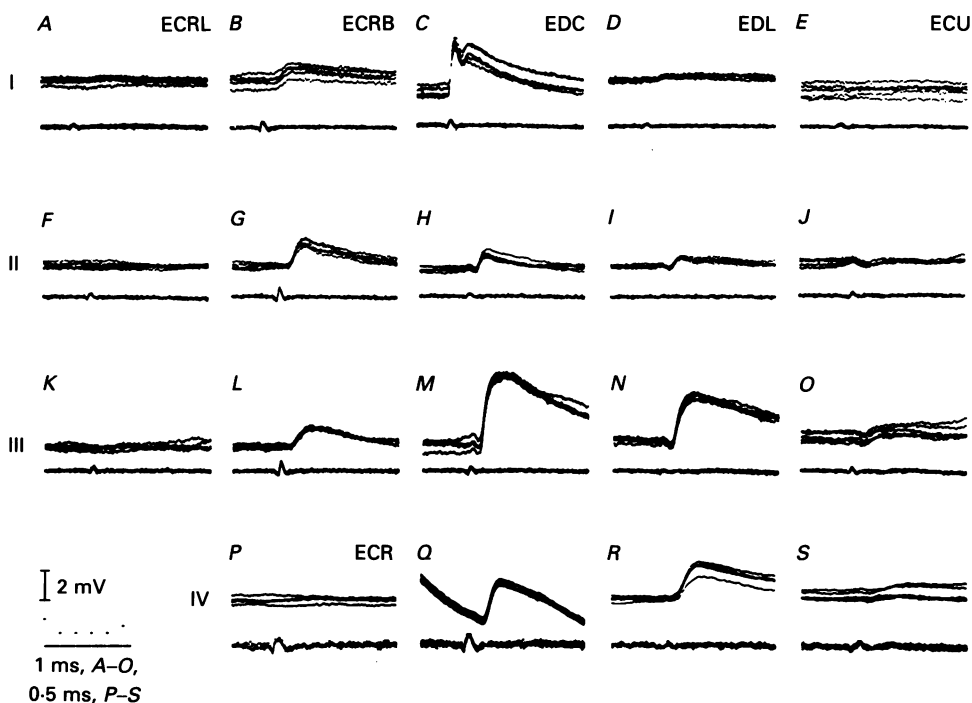 A ECRL B ECRB C EDC D EDL E ECU
I
F G H I J
II
K L M N O
III
P ECR Q R S
IV
2 mV
1 ms, A–O,
0·5 ms, P–S